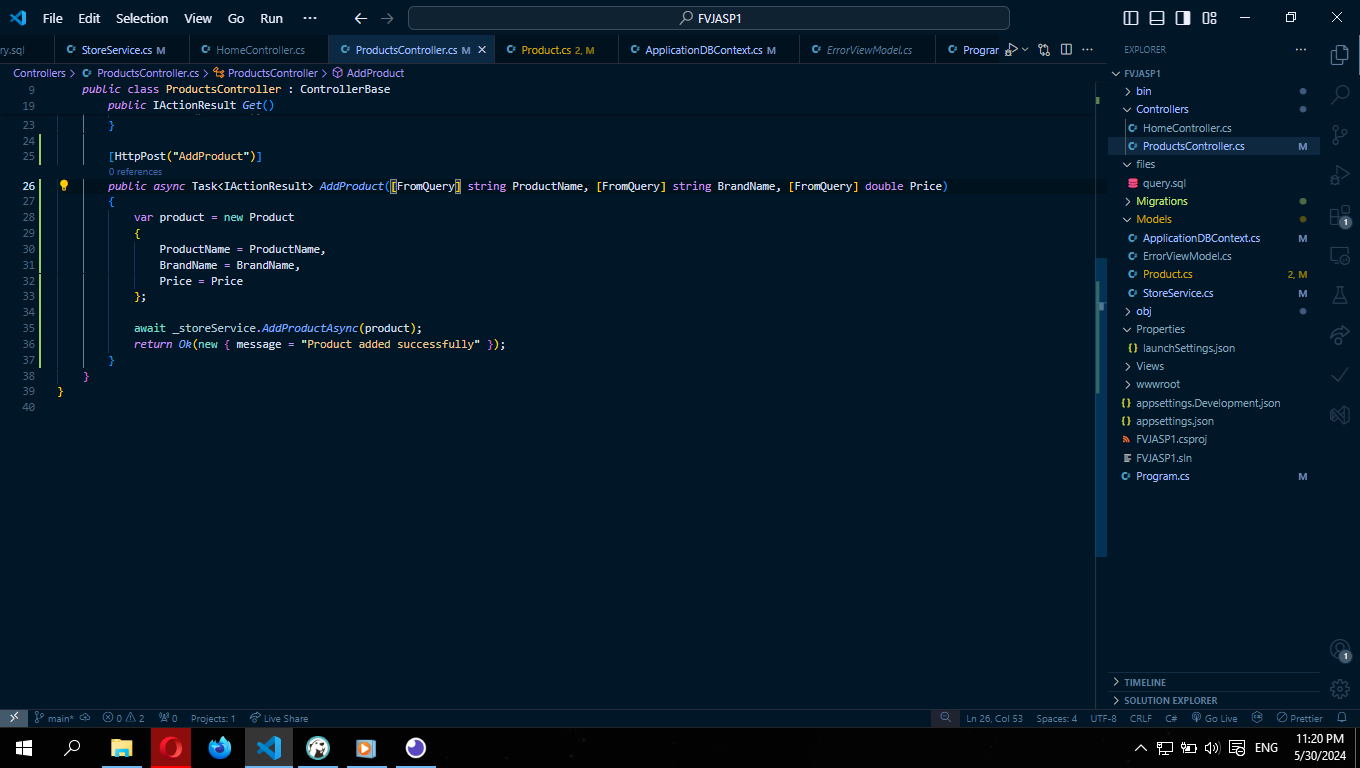 File Edit Selection View Go Run ··· FVJASP1
ry.sql StoreService.cs M HomeController.cs ProductsController.cs M Product.cs 2, M ApplicationDBContext.cs M ErrorViewModel.cs Progran
Controllers > ProductsController.cs > ProductsController > AddProduct
9 public class ProductsController : ControllerBase
19 public IActionResult Get()
23 }
24
25 [HttpPost("AddProduct")]
0 references
26 public async Task<IActionResult> AddProduct([FromQuery] string ProductName, [FromQuery] string BrandName, [FromQuery] double Price)
27 {
28 var product = new Product
29 {
30 ProductName = ProductName,
31 BrandName = BrandName,
32 Price = Price
33 };
34
35 await _storeService.AddProductAsync(product);
36 return Ok(new { message = "Product added successfully" });
37 }
38 }
39 }
40
EXPLORER
FVJASP1
bin
Controllers
HomeController.cs
ProductsController.cs M
files
query.sql
Migrations
Models
ApplicationDBContext.cs M
ErrorViewModel.cs
Product.cs 2, M
StoreService.cs M
obj
Properties
launchSettings.json
Views
wwwroot
appsettings.Development.json
appsettings.json
FVJASP1.csproj
FVJASP1.sln
Program.cs M
TIMELINE
SOLUTION EXPLORER
1
1
main* 0 2 0 Projects: 1 Live Share Ln 26, Col 53 Spaces: 4 UTF-8 CRLF C# Go Live Prettier
ENG 11:20 PM
5/30/2024